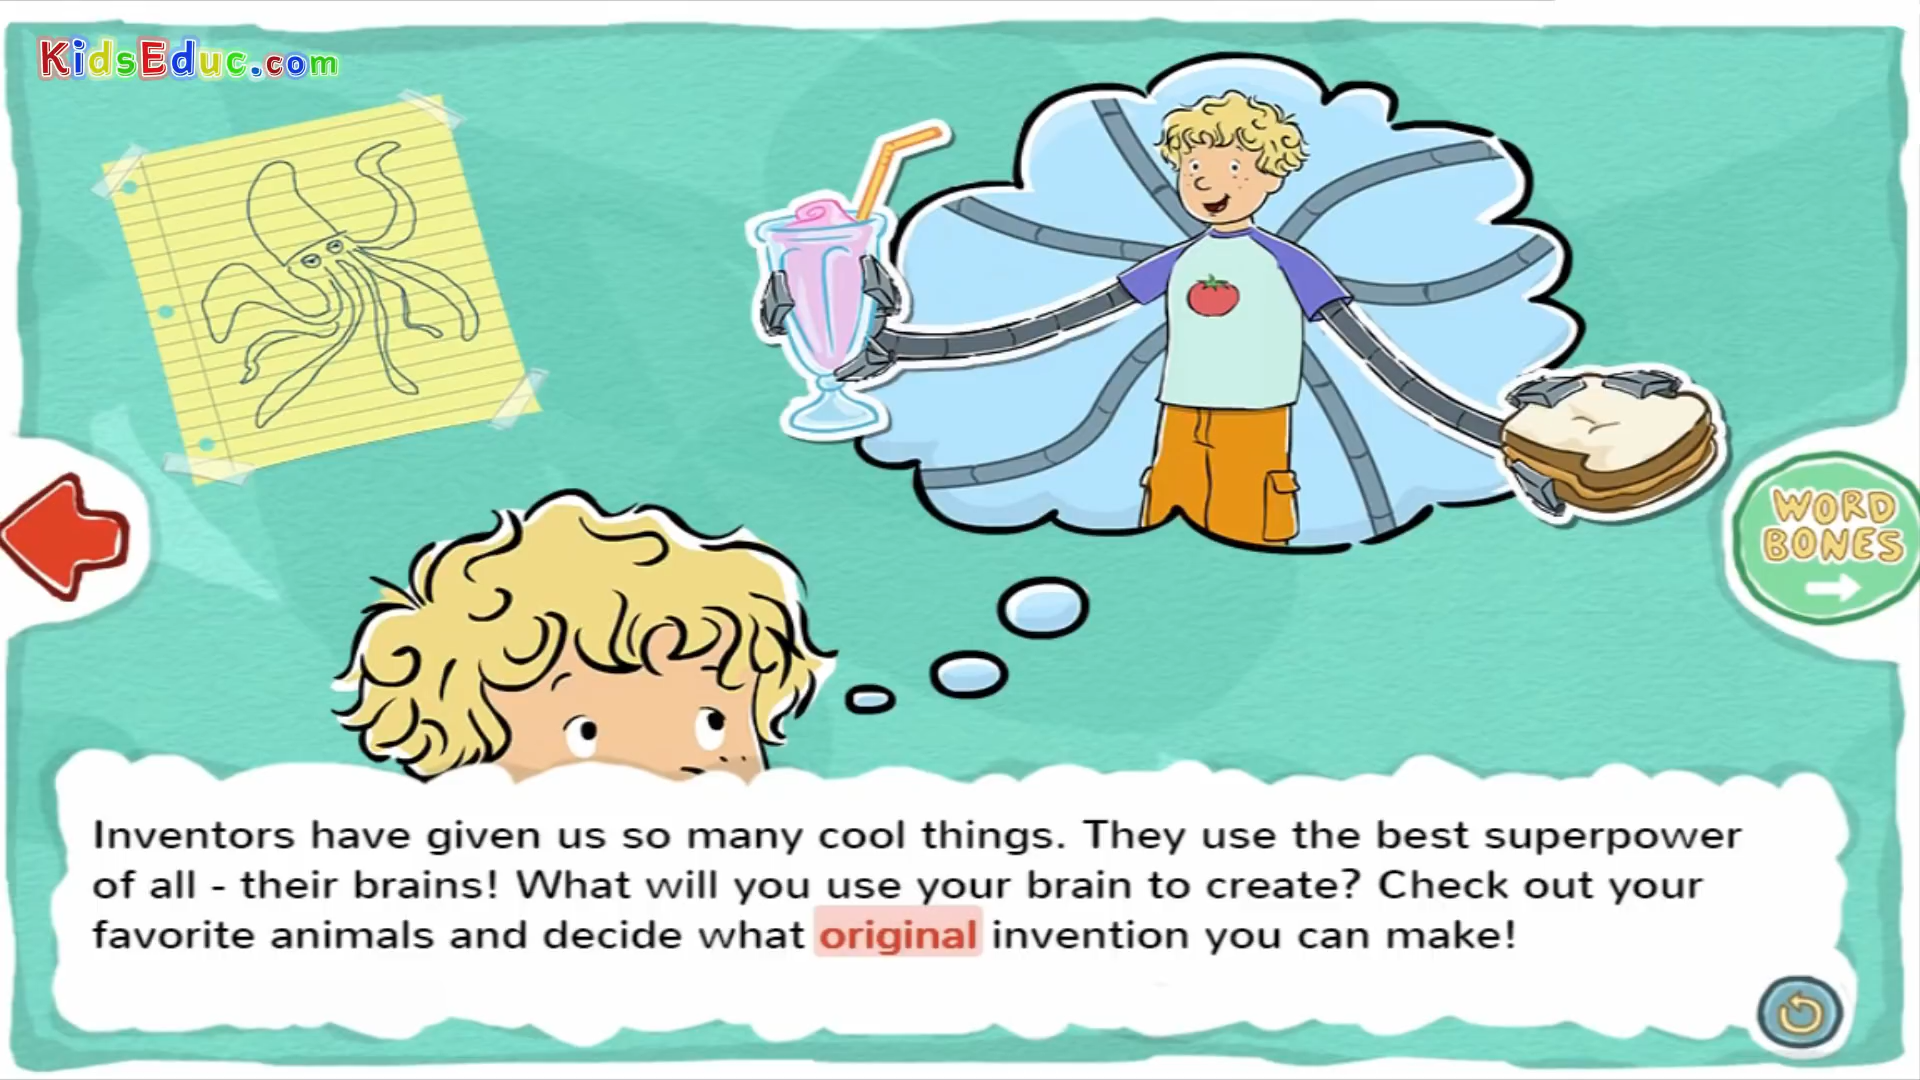 KidsEduc.com
WORD
BONES
Inventors have given us so many cool things. They use the best superpower
of all - their brains! What will you use your brain to create? Check out your
favorite animals and decide what original invention you can make!